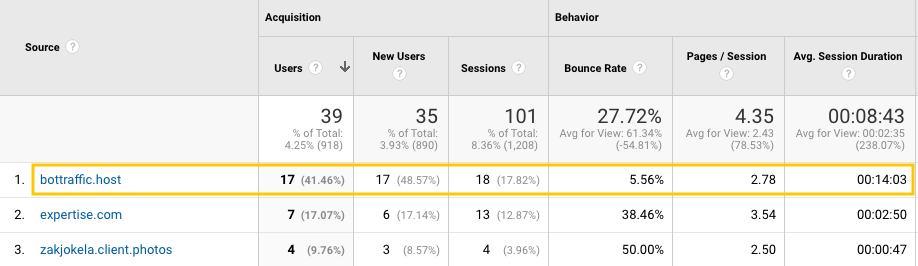 Acquisition Behavior
Source ?
Users ? ↓ New Users ? Sessions ? Bounce Rate ? Pages / Session ? Avg. Session Duration ?
39 35 101 27.72% 4.35 00:08:43
% of Total: % of Total: % of Total: Avg for View: 61.34% Avg for View: 2.43 Avg for View: 00:02:35
4.25% (918) 3.93% (890) 8.36% (1,208) (-54.81%) (78.53%) (238.07%)
1. bottraffic.host 17 (41.46%) 17 (48.57%) 18 (17.82%) 5.56% 2.78 00:14:03
2. expertise.com 7 (17.07%) 6 (17.14%) 13 (12.87%) 38.46% 3.54 00:02:50
3. zakjokela.client.photos 4 (9.76%) 3 (8.57%) 4 (3.96%) 50.00% 2.50 00:00:47